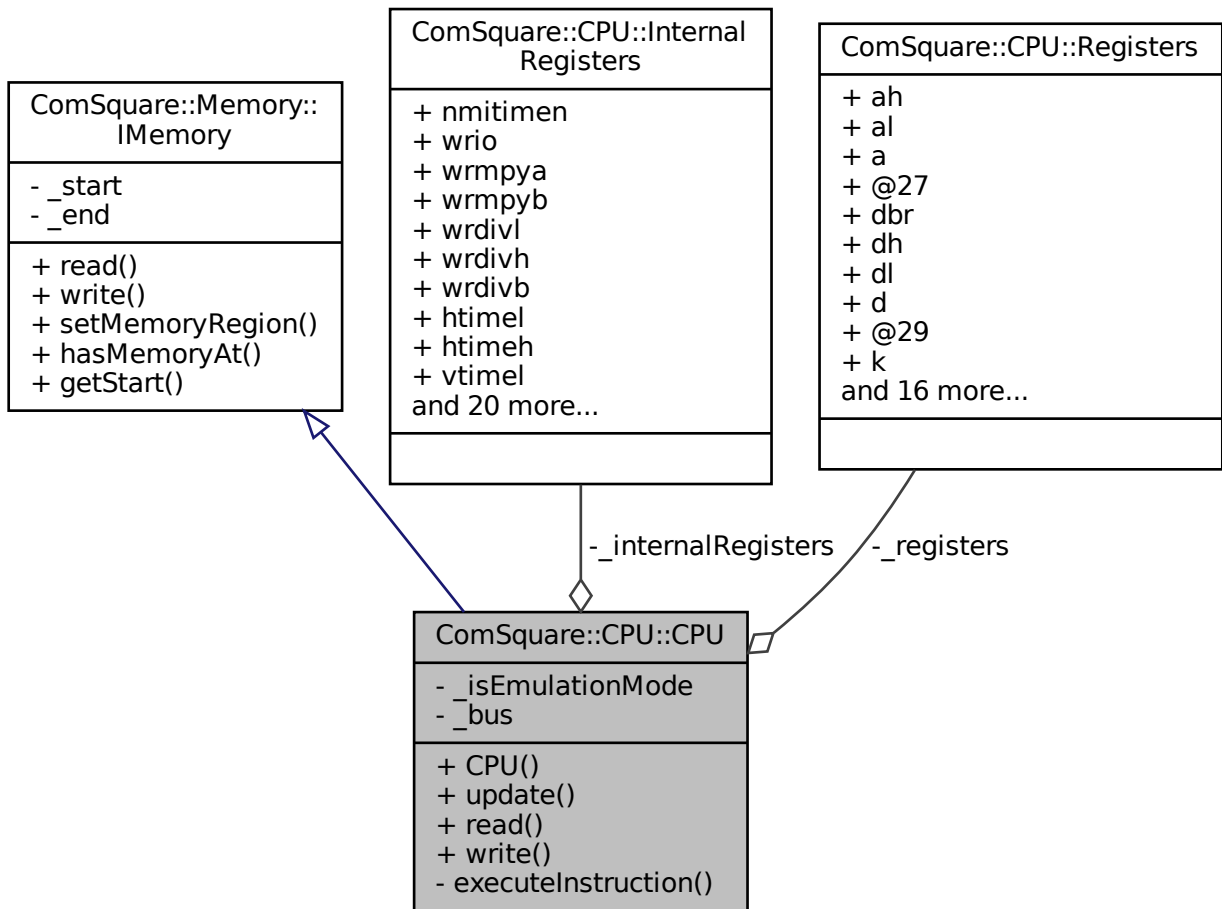 ComSquare::Memory::
IMemory
- _start
- _end
+ read()
+ write()
+ setMemoryRegion()
+ hasMemoryAt()
+ getStart()
ComSquare::CPU::Internal
Registers
+ nmitimen
+ wrio
+ wrmpya
+ wrmpyb
+ wrdivl
+ wrdivh
+ wrdivb
+ htimel
+ htimeh
+ vtimel
and 20 more...
ComSquare::CPU::Registers
+ ah
+ al
+ a
+ @27
+ dbr
+ dh
+ dl
+ d
+ @29
+ k
and 16 more...
-_internalRegisters
-_registers
ComSquare::CPU::CPU
- _isEmulationMode
- _bus
+ CPU()
+ update()
+ read()
+ write()
- executeInstruction()